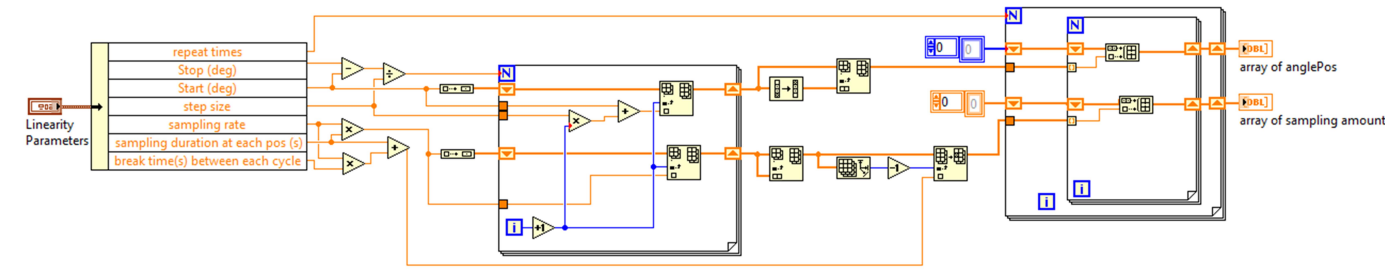 repeat times
Stop (deg)
Start (deg)
step size
sampling rate
sampling duration at each pos (s)
break time(s) between each cycle
Linearity
Parameters
N
i
+1
-1
N
N
i
i
0
0
0
0
DBL
array of anglePos
DBL
array of sampling amount